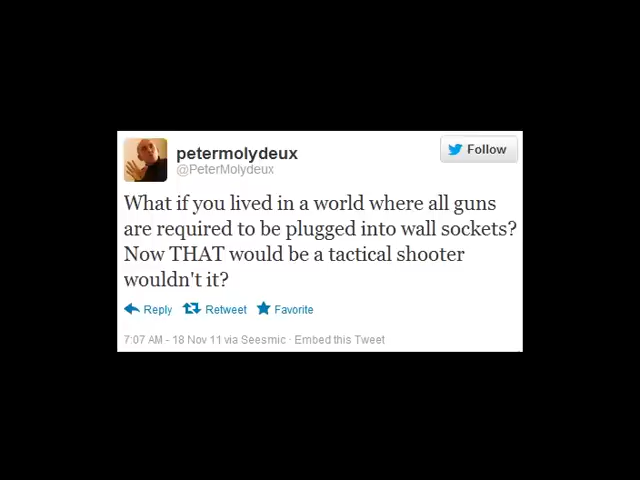 petermolydeux
@PeterMolydeux
Follow
What if you lived in a world where all guns
are required to be plugged into wall sockets?
Now THAT would be a tactical shooter
wouldn't it?
Reply Retweet Favorite
7:07 AM - 18 Nov 11 via Seesmic · Embed this Tweet